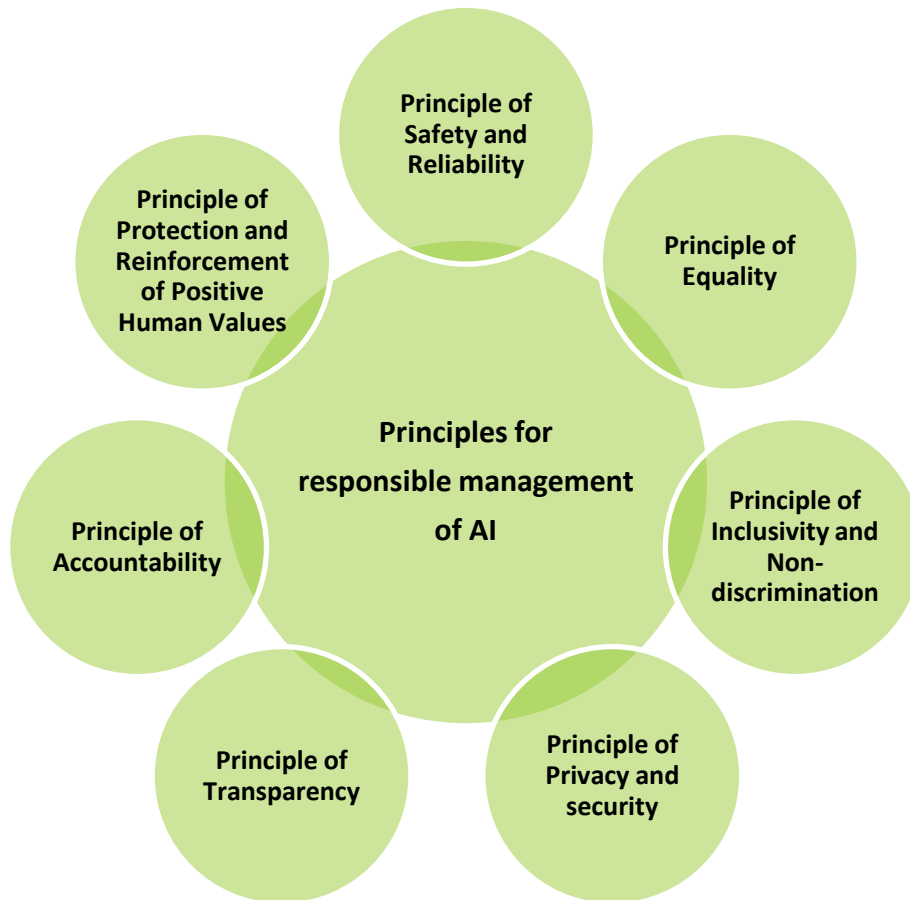 Principle of
Safety and
Reliability
Principle of
Equality
Principle of
Inclusivity and
Non-
discrimination
Principle of
Privacy and
security
Principle of
Transparency
Principle of
Accountability
Principle of
Protection and
Reinforcement
of Positive
Human Values
Principles for
responsible management
of AI